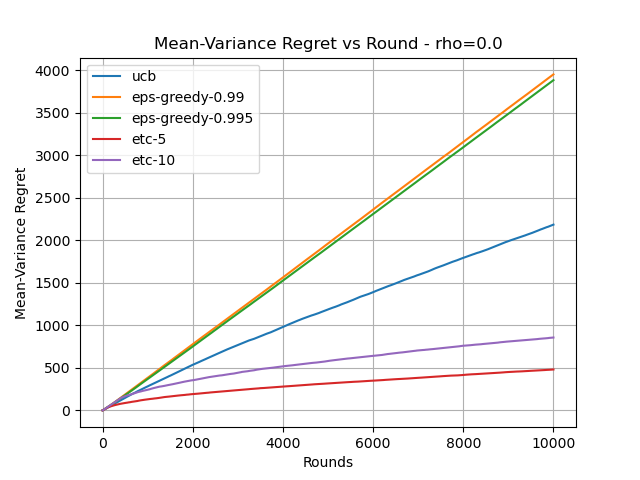 Mean-Variance Regret vs Round - rho=0.0
ucb
eps-greedy-0.99
eps-greedy-0.995
etc-5
etc-10
Mean-Variance Regret
4000
3500
3000
2500
2000
1500
1000
500
0
0 2000 4000 6000 8000 10000
Rounds